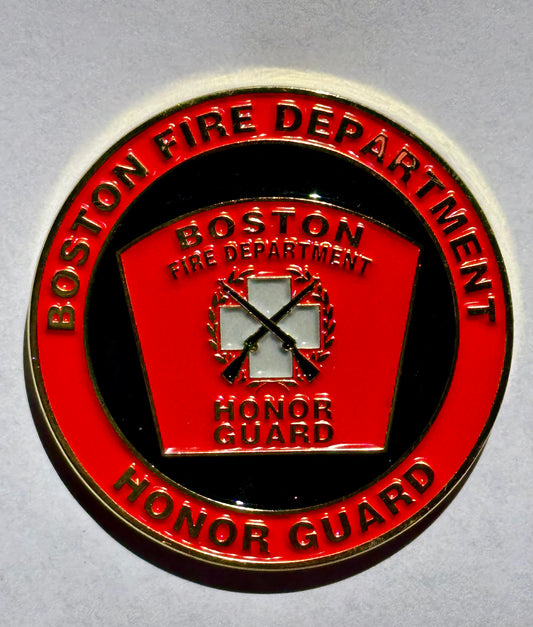 BOSTON FIRE DEPARTMENT
BOSTON
FIRE DEPARTMENT
HONOR
GUARD
HONOR GUARD